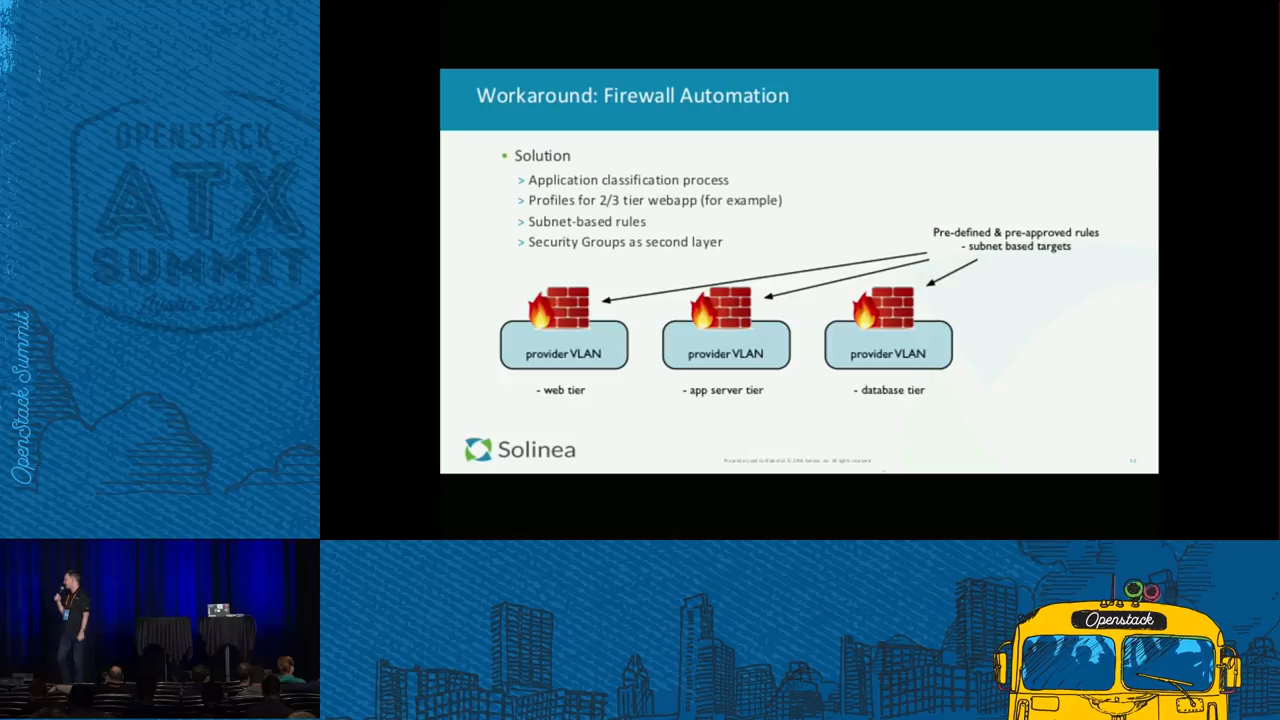 OPENSTACK
ATX
SUMMIT
OpenStack Summit
Workaround: Firewall Automation
Solution
> Application classification process
> Profiles for 2/3 tier webapp (for example)
> Subnet-based rules
> Security Groups as second layer
Pre-defined & pre-approved rules
- subnet based targets
provider VLAN
provider VLAN
provider VLAN
- web tier
- app server tier
- database tier
Solinea
Openstack